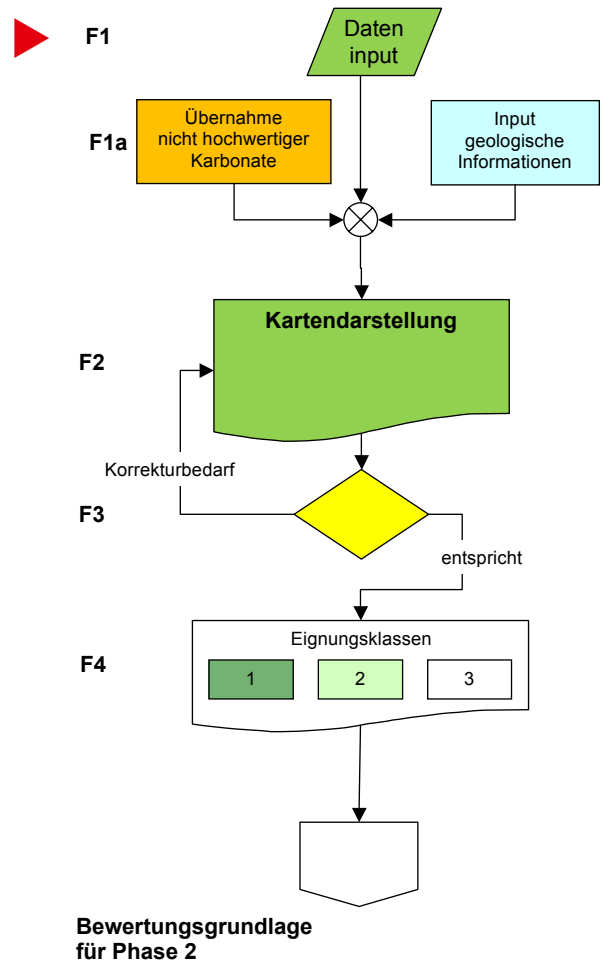 F1
Daten
input
F1a
Übernahme
nicht hochwertiger
Karbonate
Input
geologische
Informationen
Kartendarstellung
F2
Korrekturbedarf
F3
entspricht
Eignungsklassen
F4
1
2
3
Bewertungsgrundlage
für Phase 2